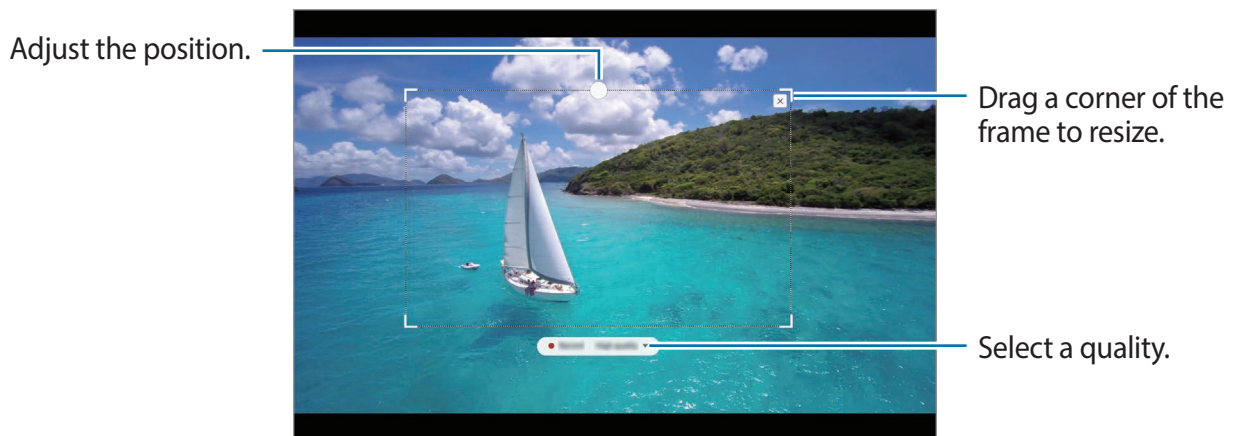 Adjust the position.
Drag a corner of the
frame to resize.
Select a quality.